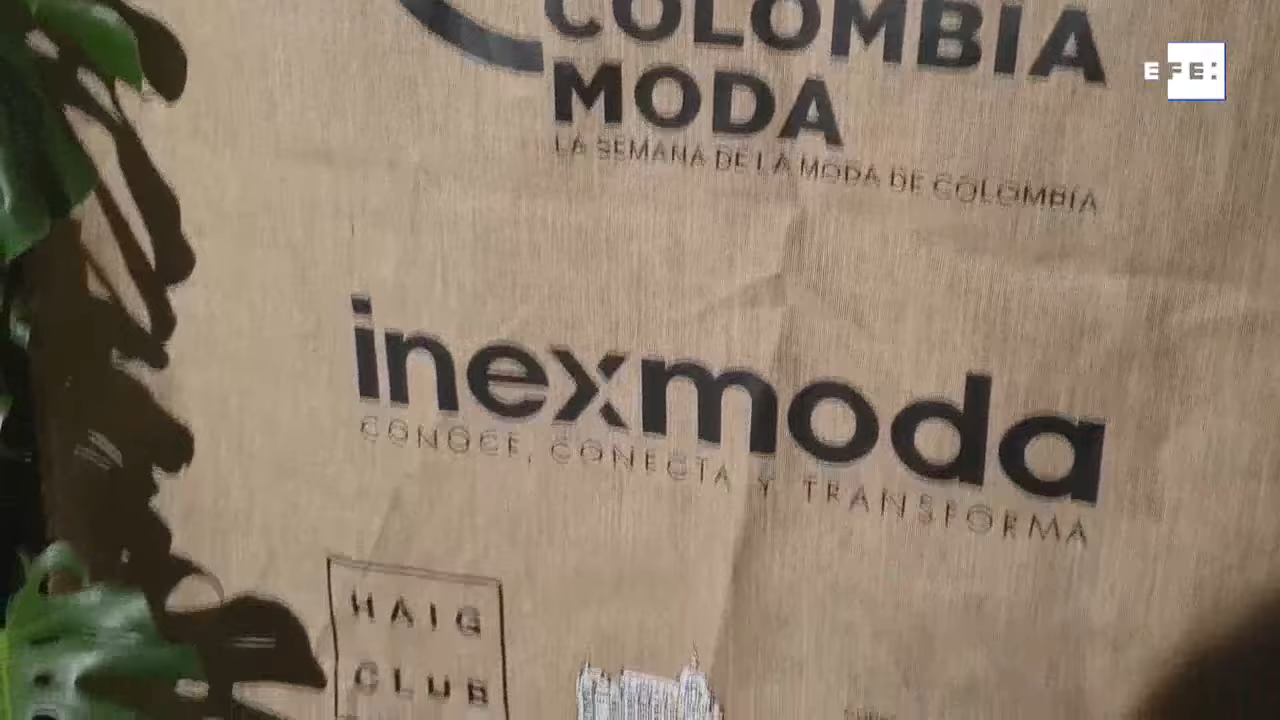 COLOMBIA
MODA
LA SEMANA DE LA MODA DE COLOMBIA
EFE:
inexmoda
CONOCE, CONECTA Y TRANSFORMA
HAIG
CLUB